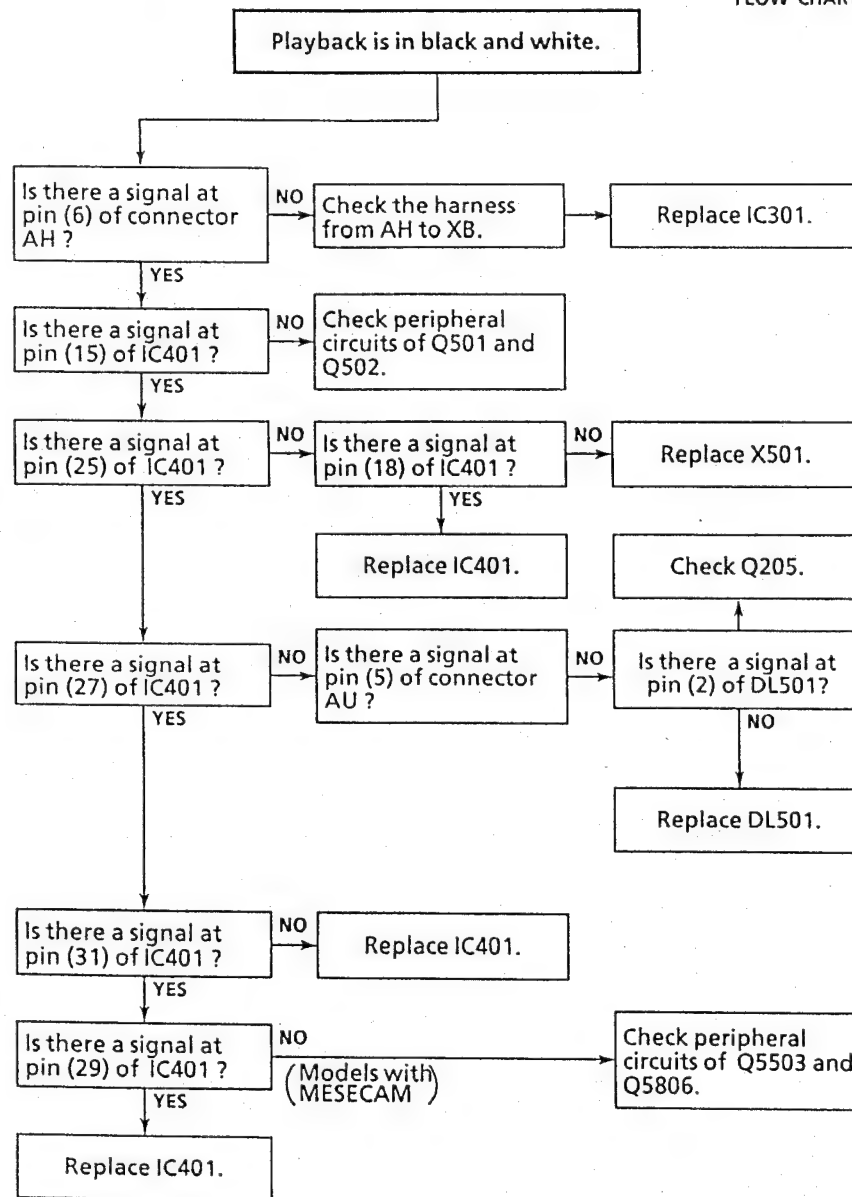 FLOW CHAR
Playback is in black and white.
Is there a signal at
pin (6) of connector
AH ?
NO
Check the harness
from AH to XB.
Replace IC301.
YES
Is there a signal at
pin (15) of IC401 ?
NO
Check peripheral
circuits of Q501 and
Q502.
YES
Is there a signal at
pin (25) of IC401 ?
NO
Is there a signal at
pin (18) of IC401 ?
NO
Replace X501.
YES
YES
Replace IC401.
Check Q205.
Is there a signal at
pin (27) of IC401 ?
NO
Is there a signal at
pin (5) of connector
AU ?
NO
Is there a signal at
pin (2) of DL501?
YES
NO
Replace DL501.
Is there a signal at
pin (31) of IC401 ?
NO
Replace IC401.
YES
Is there a signal at
pin (29) of IC401 ?
NO
(Models with
MESECAM)
Check peripheral
circuits of Q5503 and
Q5806.
YES
Replace IC401.